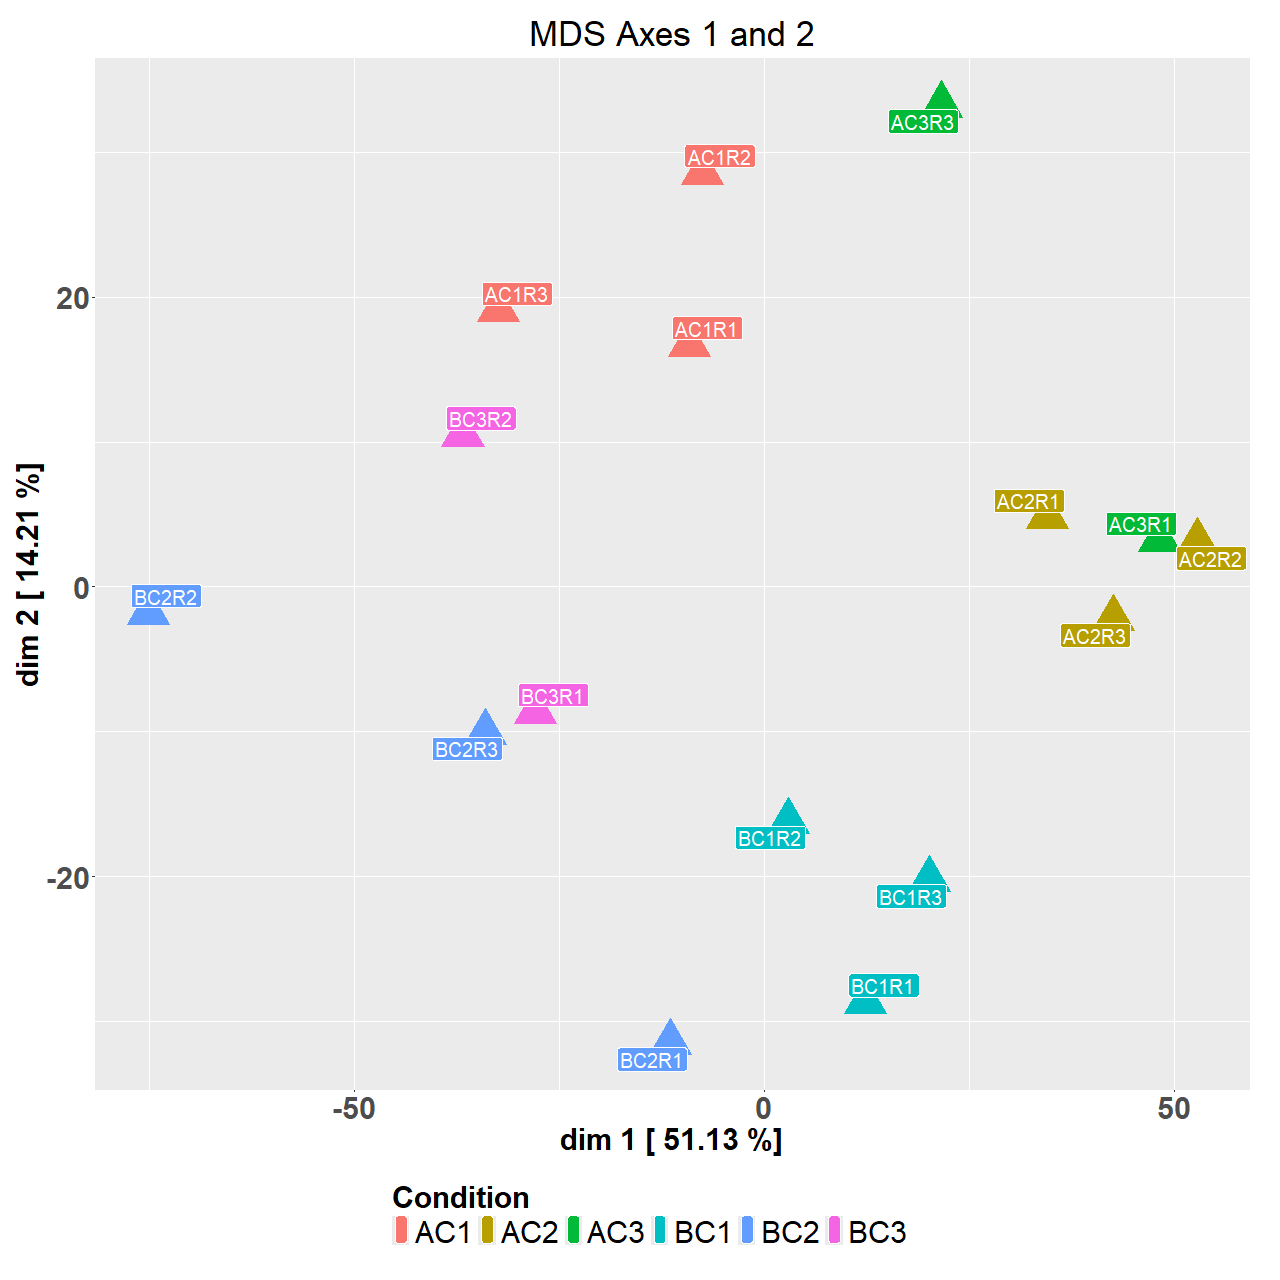 MDS Axes 1 and 2
AC3R3
AC1R2
AC1R3
AC1R1
BC3R2
AC2R1
AC3R1
AC2R2
BC2R2
AC2R3
BC3R1
BC2R3
BC1R2
BC1R3
BC1R1
BC2R1
20
0
-20
dim 2 [ 14.21 %]
-50 0 50
dim 1 [ 51.13 %]
Condition
AC1 AC2 AC3 BC1 BC2 BC3